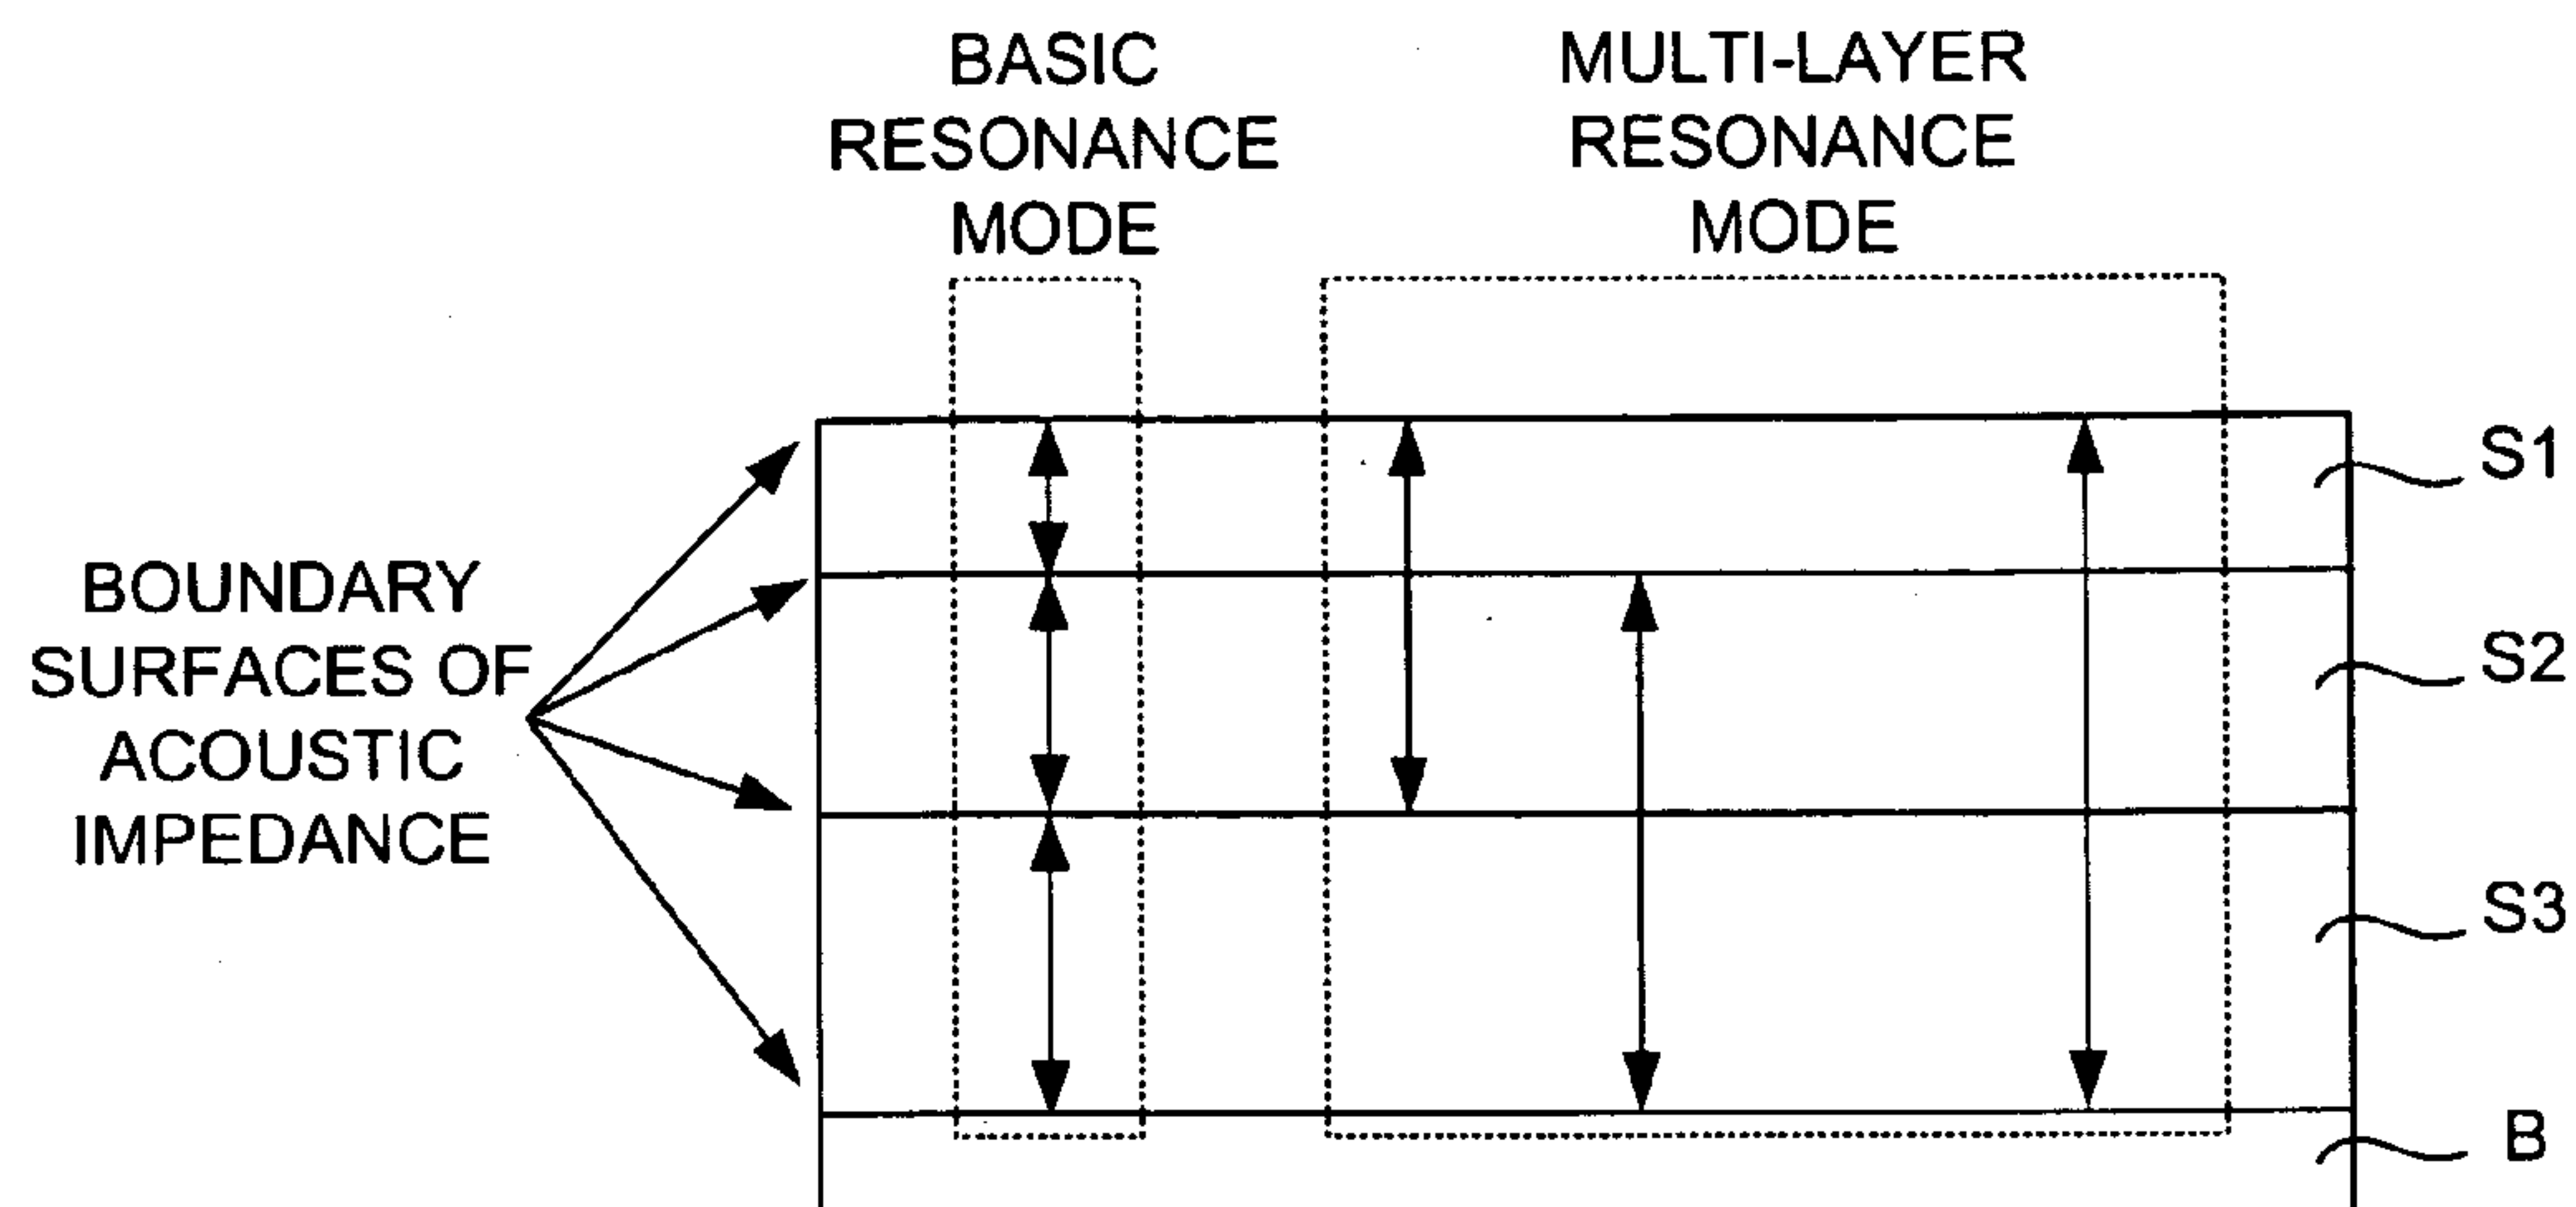 BASIC
RESONANCE
MODE
MULTI-LAYER
RESONANCE
MODE
BOUNDARY
SURFACES OF
ACOUSTIC
IMPEDANCE
S1
S2
S3
B